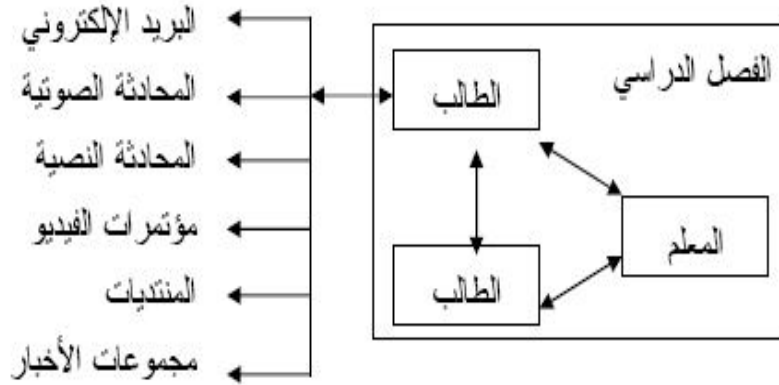 الفصل الدراسي
الطالب
المعلم
الطالب
البريد الإلكتروني
المحادثة الصوتية
المحادثة النصية
مؤتمرات الفيديو
المنتديات
مجموعات الأخبار